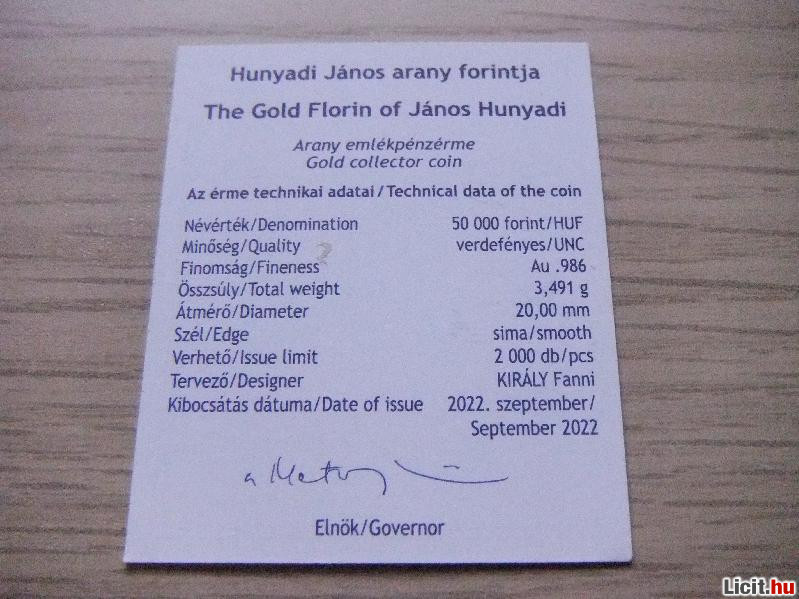 Hunyadi János arany forintja
The Gold Florin of János Hunyadi
Arany emlékpénzérme
Gold collector coin
Az érme technikai adatai/Technical data of the coin
Névérték/Denomination 50 000 forint/HUF
Minőség/Quality verdefényes/UNC
Finomság/Fineness Au .986
Összsúly/Total weight 3,491 g
Átmérő/Diameter 20,00 mm
Szél/Edge sima/smooth
Verhető/Issue limit 2 000 db/pcs
Tervező/Designer KIRÁLY Fanni
Kibocsátás dátuma/Date of issue 2022. szeptember/
September 2022
Elnök/Governor
Licit.hu